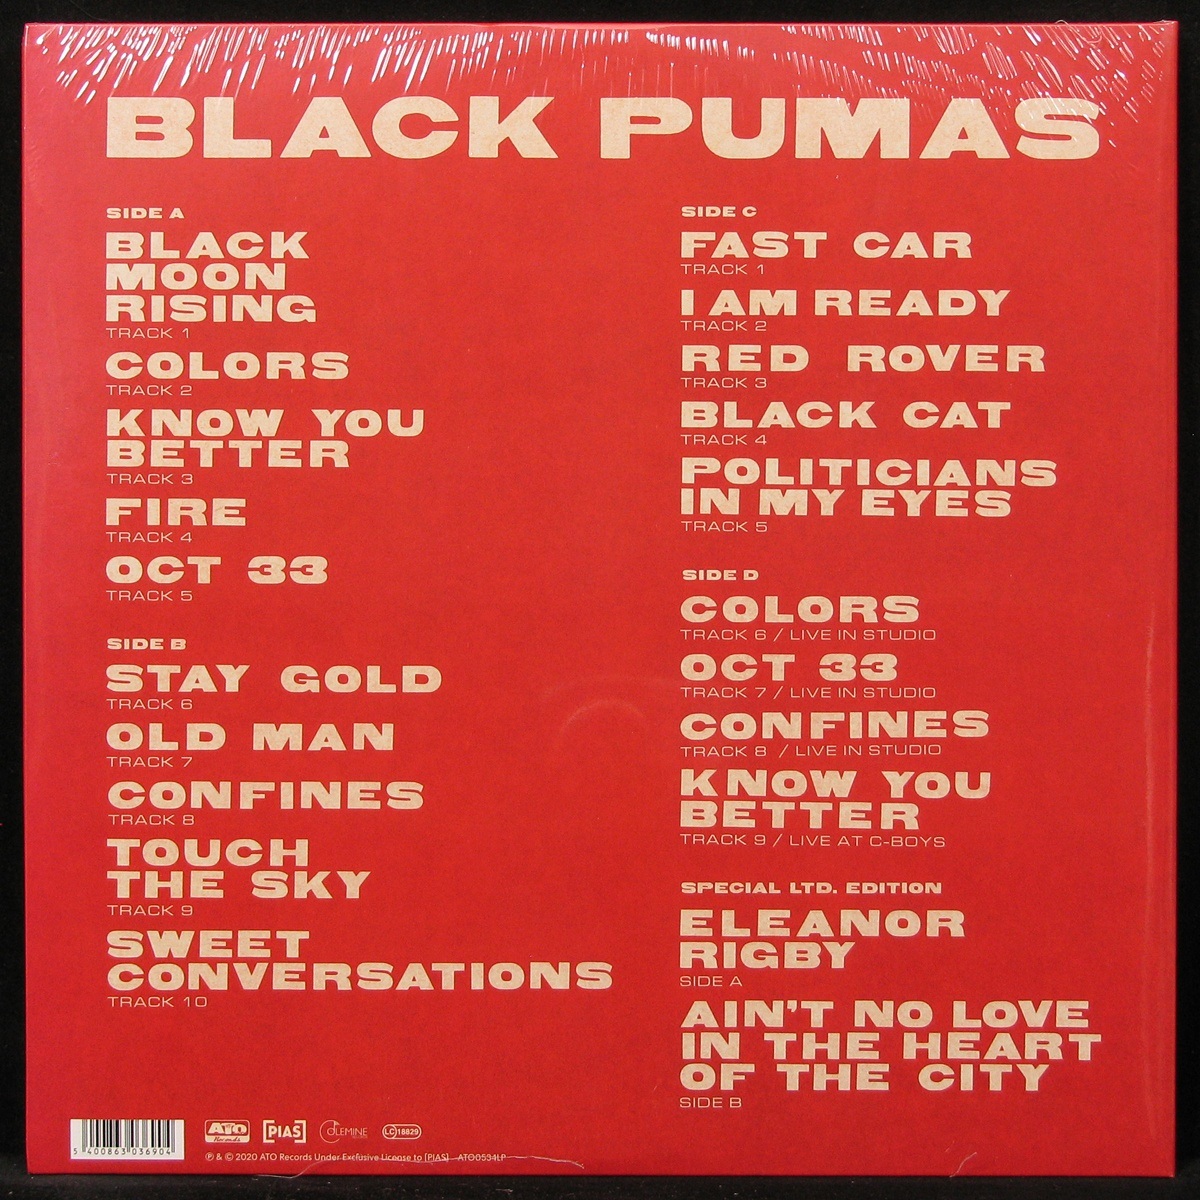 BLACK PUMAS
SIDE A
BLACK
MOON
RISING
TRACK 1
COLORS
TRACK 2
KNOW YOU
BETTER
TRACK 3
FIRE
TRACK 4
OCT 33
TRACK 5
SIDE B
STAY GOLD
TRACK 6
OLD MAN
TRACK 7
CONFINES
TRACK 8
TOUCH
THE SKY
TRACK 9
SWEET
CONVERSATIONS
TRACK 10
SIDE C
FAST CAR
TRACK 1
I AM READY
TRACK 2
RED ROVER
TRACK 3
BLACK CAT
TRACK 4
POLITICIANS
IN MY EYES
TRACK 5
SIDE D
COLORS
TRACK 6 / LIVE IN STUDIO
OCT 33
TRACK 7 / LIVE IN STUDIO
CONFINES
TRACK 8 / LIVE IN STUDIO
KNOW YOU
BETTER
TRACK 9 / LIVE AT C-BOYS
SPECIAL LTD. EDITION
ELEANOR
RIGBY
SIDE A
AIN'T NO LOVE
IN THE HEART
OF THE CITY
SIDE B
5 400863 036904
ATO
Records
[PIAS]
LC 18829
℗ & © 2020 ATO Records Under Exclusive License to [PIAS] ATO0534LP